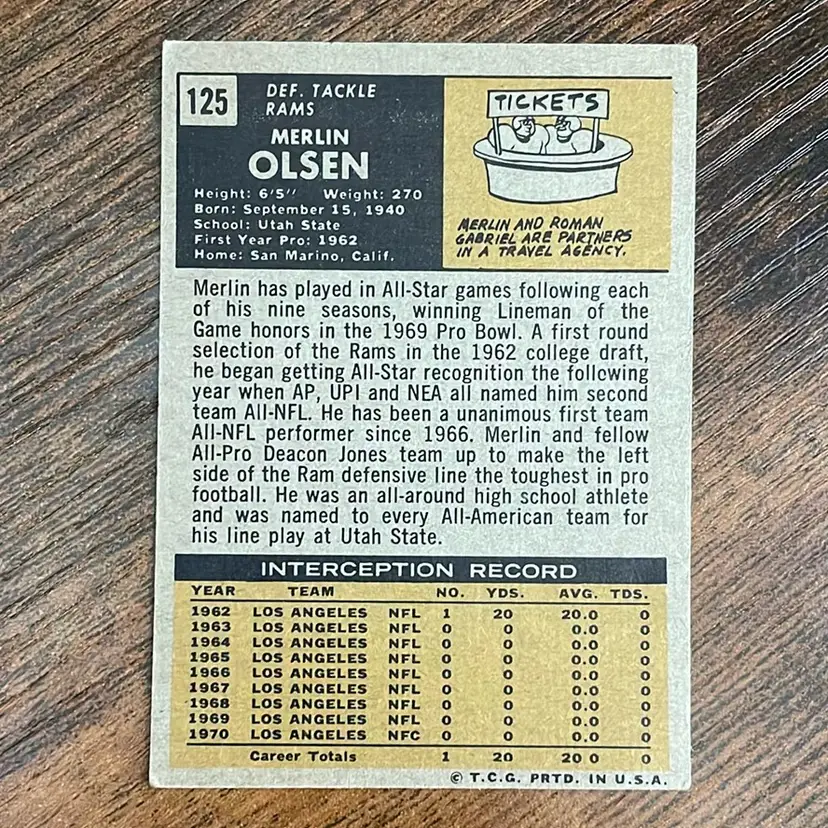 125
DEF. TACKLE
RAMS
MERLIN
OLSEN
Height: 6'5" Weight: 270
Born: September 15, 1940
School: Utah State
First Year Pro: 1962
Home: San Marino, Calif.
TICKETS
MERLIN AND ROMAN
GABRIEL ARE PARTNERS
IN A TRAVEL AGENCY.
Merlin has played in All-Star games following each
of his nine seasons, winning Lineman of the
Game honors in the 1969 Pro Bowl. A first round
selection of the Rams in the 1962 college draft,
he began getting All-Star recognition the following
year when AP, UPI and NEA all named him second
team All-NFL. He has been a unanimous first team
All-NFL performer since 1966. Merlin and fellow
All-Pro Deacon Jones team up to make the left
side of the Ram defensive line the toughest in pro
football. He was an all-around high school athlete
and was named to every All-American team for
his line play at Utah State.
INTERCEPTION RECORD
YEAR TEAM NO. YDS. AVG. TDS.
1962 LOS ANGELES NFL 1 20 20.0 0
1963 LOS ANGELES NFL 0 0 0.0 0
1964 LOS ANGELES NFL 0 0 0.0 0
1965 LOS ANGELES NFL 0 0 0.0 0
1966 LOS ANGELES NFL 0 0 0.0 0
1967 LOS ANGELES NFL 0 0 0.0 0
1968 LOS ANGELES NFL 0 0 0.0 0
1969 LOS ANGELES NFL 0 0 0.0 0
1970 LOS ANGELES NFC 0 0 0.0 0
Career Totals 1 20 20 0 0
© T.C.G. PRTD. IN U.S.A.